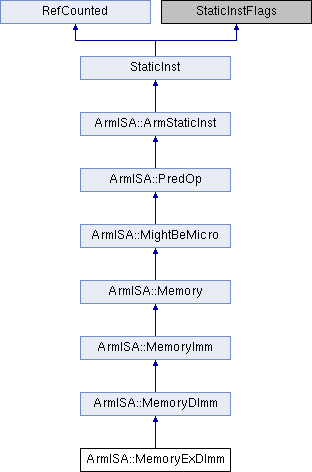 RefCounted
StaticInstFlags
StaticInst
ArmISA::ArmStaticInst
ArmISA::PredOp
ArmISA::MightBeMicro
ArmISA::Memory
ArmISA::MemoryImm
ArmISA::MemoryDImm
ArmISA::MemoryExDImm